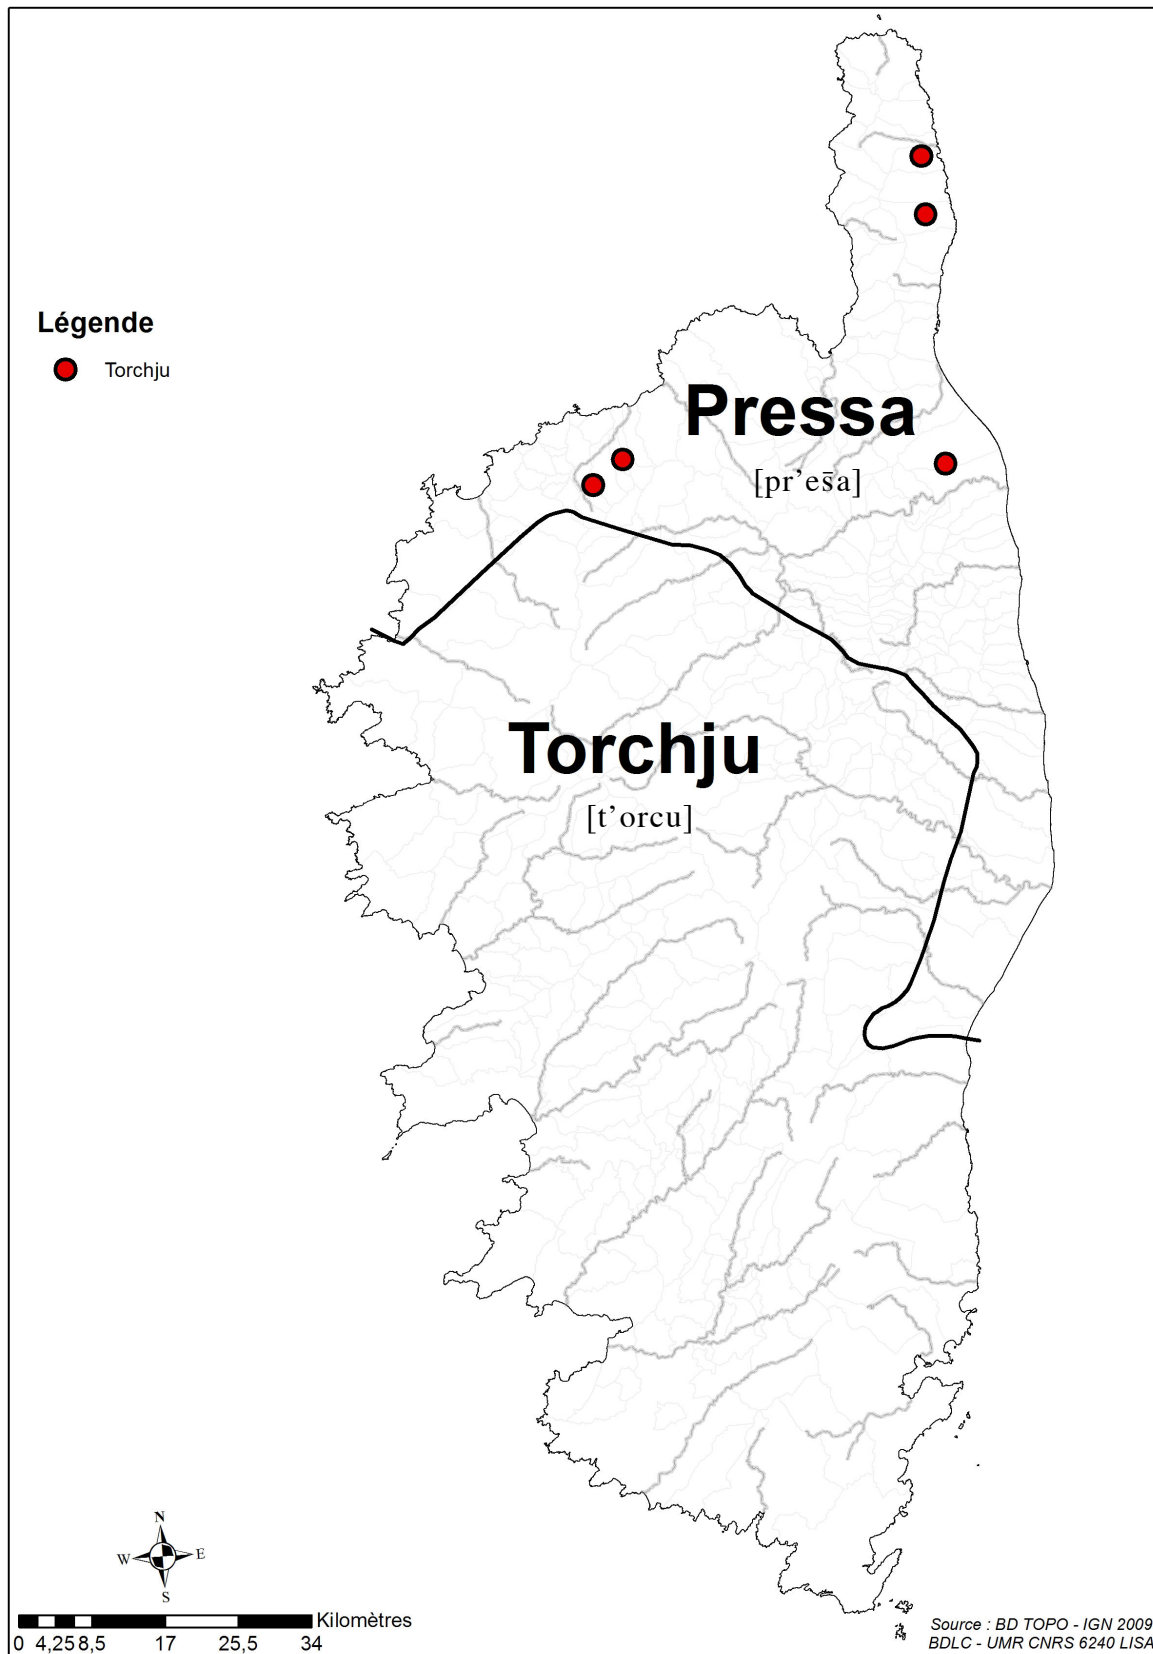 Légende
Torchju
Pressa
[pr’es̄a]
Torchju
[t’orcu]
N
W E
S
Kilomètres
0 4,25 8,5 17 25,5 34
Source : BD TOPO - IGN 2009
BDLC - UMR CNRS 6240 LISA